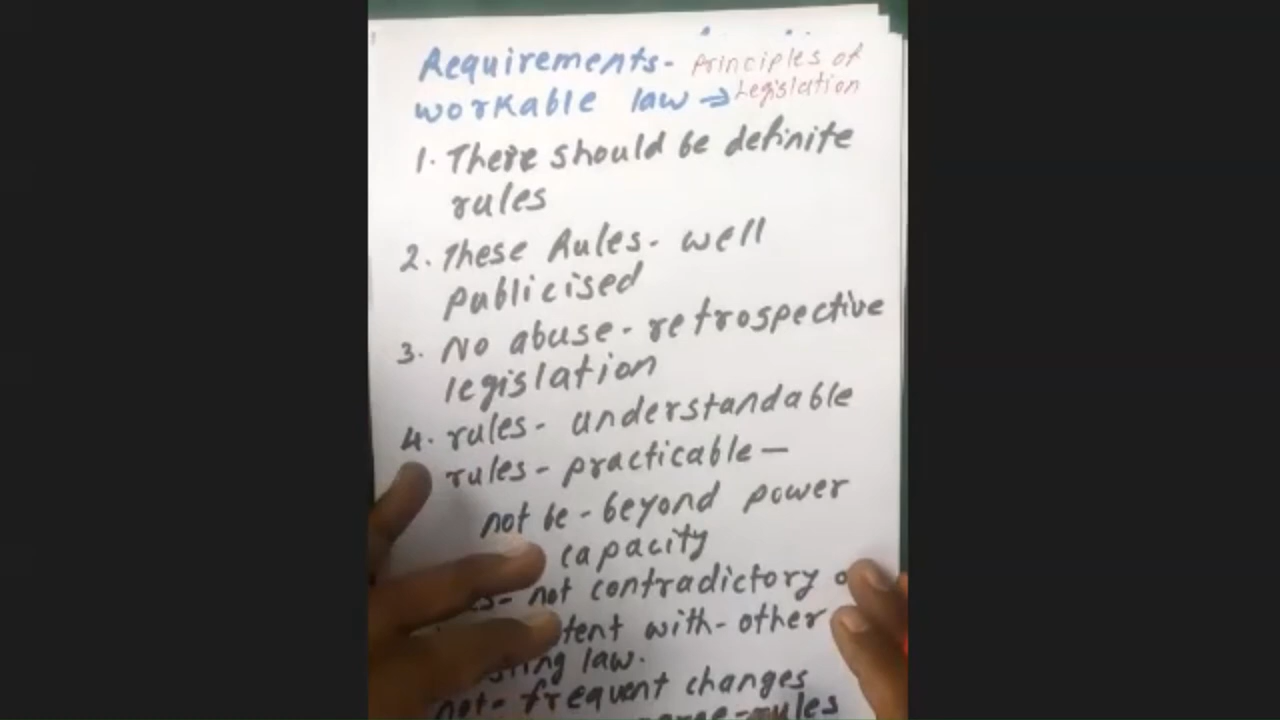 Requirements- Principles of
workable law → Legislation
1. There should be definite
rules
2. These Rules- well
publicised
3. No abuse- retrospective
legislation
4. rules- understandable
rules- practicable-
not be- beyond power
capacity
not contradictory
with- other
law.
not- frequent changes
rules